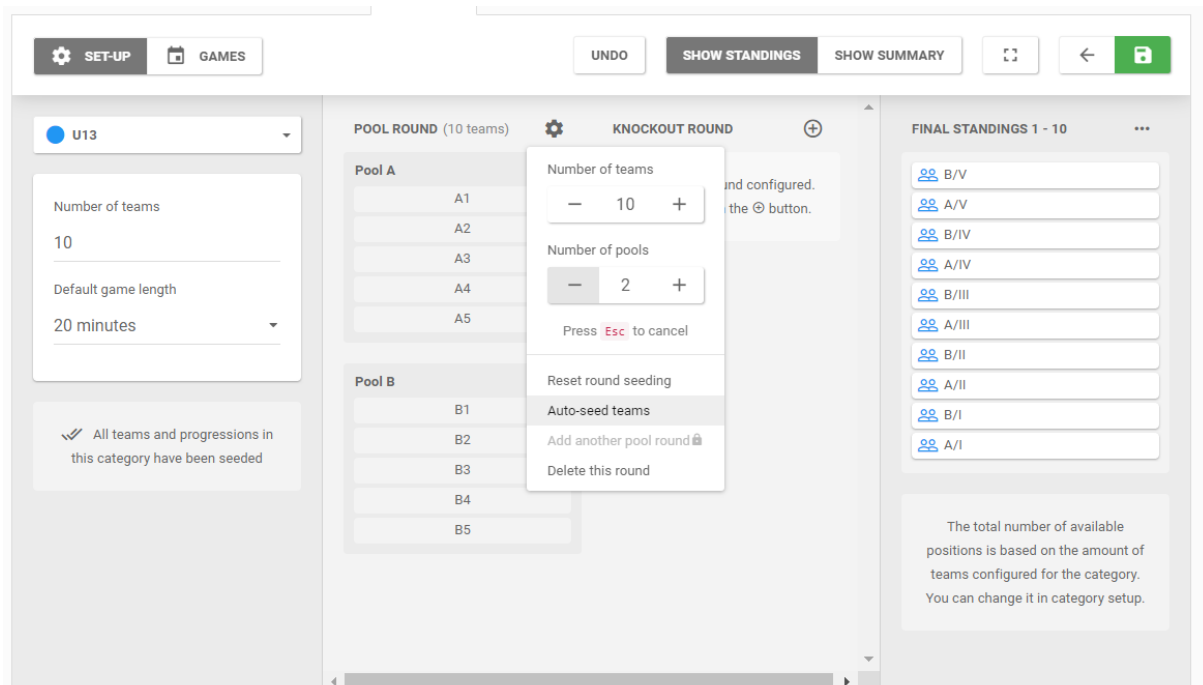 SET-UP
GAMES
UNDO
SHOW STANDINGS
SHOW SUMMARY
U13
Number of teams
10
Default game length
20 minutes
All teams and progressions in
this category have been seeded
POOL ROUND (10 teams)
Pool A
A1
A2
A3
A4
A5
Pool B
B1
B2
B3
B4
B5
Number of teams
10
Number of pools
2
Press Esc to cancel
Reset round seeding
Auto-seed teams
Add another pool round
Delete this round
KNOCKOUT ROUND
configured.
the ⊕ button.
FINAL STANDINGS 1 - 10
B/V
A/V
B/IV
A/IV
B/III
A/III
B/II
A/II
B/I
A/I
The total number of available
positions is based on the amount of
teams configured for the category.
You can change it in category setup.